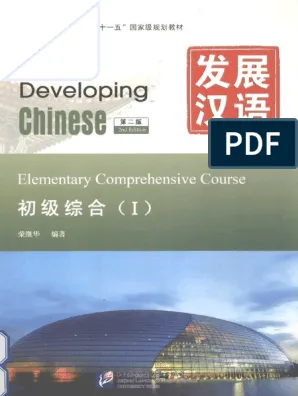 十一五”国家级规划教材
发展
汉语
Developing
Chinese
第二版
2nd Edition
PDF
Elementary Comprehensive Course
初级综合（I）
荣继华 编著